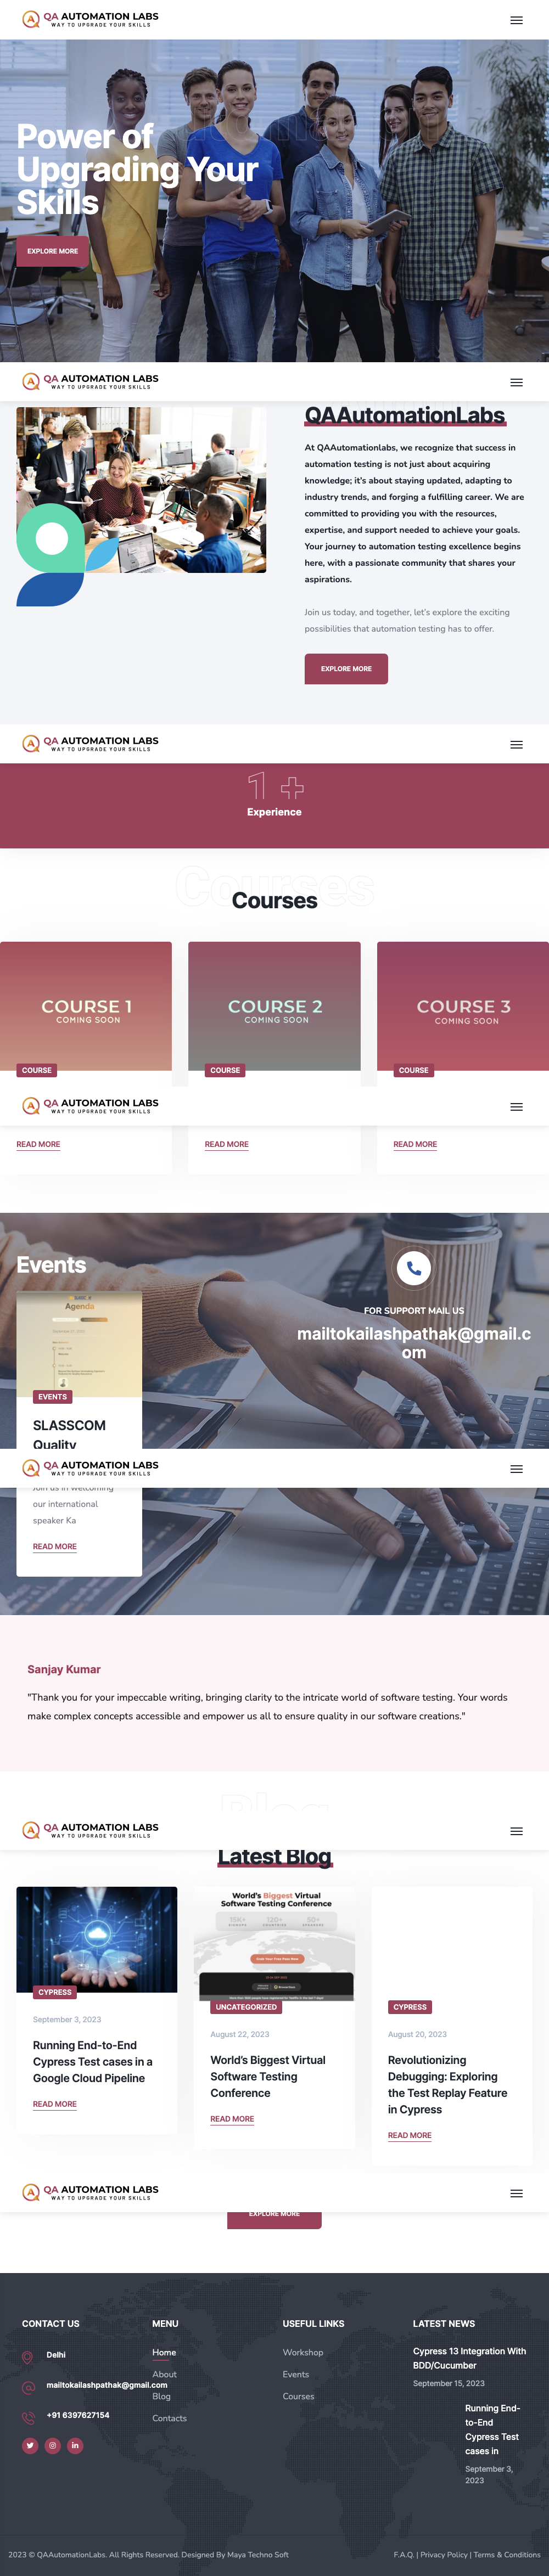 QA AUTOMATION LABS
WAY TO UPGRADE YOUR SKILLS
Power of
Upgrading Your
Skills
EXPLORE MORE
QA AUTOMATION LABS
WAY TO UPGRADE YOUR SKILLS
QAAutomationLabs
At QAAutomationlabs, we recognize that success in
automation testing is not just about acquiring
knowledge; it's about staying updated, adapting to
industry trends, and forging a fulfilling career. We are
committed to providing you with the resources,
expertise, and support needed to achieve your goals.
Your journey to automation testing excellence begins
here, with a passionate community that shares your
aspirations.
Join us today, and together, let's explore the exciting
possibilities that automation testing has to offer.
EXPLORE MORE
QA AUTOMATION LABS
WAY TO UPGRADE YOUR SKILLS
1 +
Experience
Courses
Courses
COURSE 1
COMING SOON
COURSE
COURSE 2
COMING SOON
COURSE
COURSE 3
COMING SOON
COURSE
QA AUTOMATION LABS
WAY TO UPGRADE YOUR SKILLS
READ MORE
READ MORE
READ MORE
Events
Agenda
EVENTS
SLASSCOM
Quality
FOR SUPPORT MAIL US
mailtokailashpathak@gmail.c
om
QA AUTOMATION LABS
WAY TO UPGRADE YOUR SKILLS
Join us in welcoming
our international
speaker Ka
READ MORE
Sanjay Kumar
"Thank you for your impeccable writing, bringing clarity to the intricate world of software testing. Your words
make complex concepts accessible and empower us all to ensure quality in our software creations."
Blog
QA AUTOMATION LABS
WAY TO UPGRADE YOUR SKILLS
Latest Blog
CYPRESS
September 3, 2023
Running End-to-End
Cypress Test cases in a
Google Cloud Pipeline
READ MORE
World's Biggest Virtual
Software Testing Conference
15K+
120+
50+
UNCATEGORIZED
August 22, 2023
World's Biggest Virtual
Software Testing
Conference
READ MORE
CYPRESS
August 20, 2023
Revolutionizing
Debugging: Exploring
the Test Replay Feature
in Cypress
READ MORE
QA AUTOMATION LABS
WAY TO UPGRADE YOUR SKILLS
EXPLORE MORE
CONTACT US
Delhi
mailtokailashpathak@gmail.com
+91 6397627154
MENU
Home
About
Blog
Contacts
USEFUL LINKS
Workshop
Events
Courses
LATEST NEWS
Cypress 13 Integration With
BDD/Cucumber
September 15, 2023
Running End-
to-End
Cypress Test
cases in
September 3,
2023
2023 © QAAutomationLabs. All Rights Reserved. Designed By Maya Techno Soft
F.A.Q. | Privacy Policy | Terms & Conditions